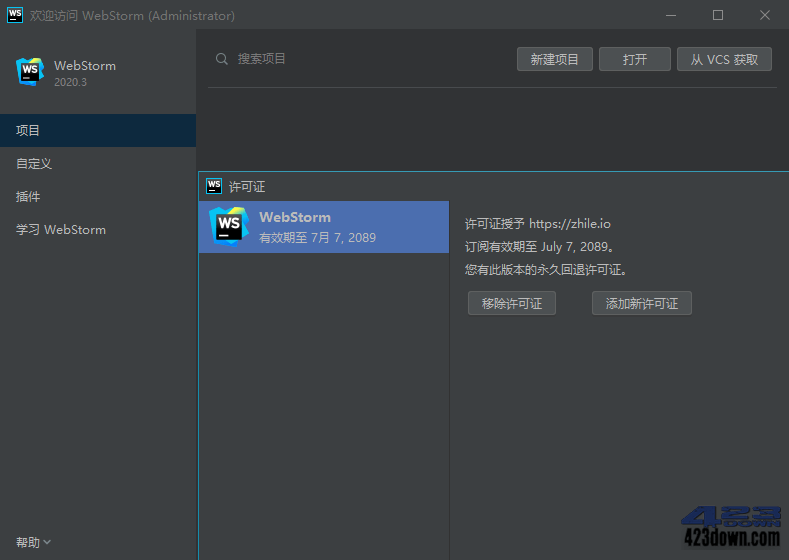 WS 欢迎访问 WebStorm (Administrator)
WS WebStorm
2020.3
搜索项目
新建项目 打开 从 VCS 获取
项目
自定义
插件
学习 WebStorm
WS 许可证
WS WebStorm
有效期至 7月 7, 2089
许可证授予 https://zhile.io
订阅有效期至 July 7, 2089。
您有此版本的永久回退许可证。
移除许可证 添加新许可证
帮助
423
DOWN
423down.com